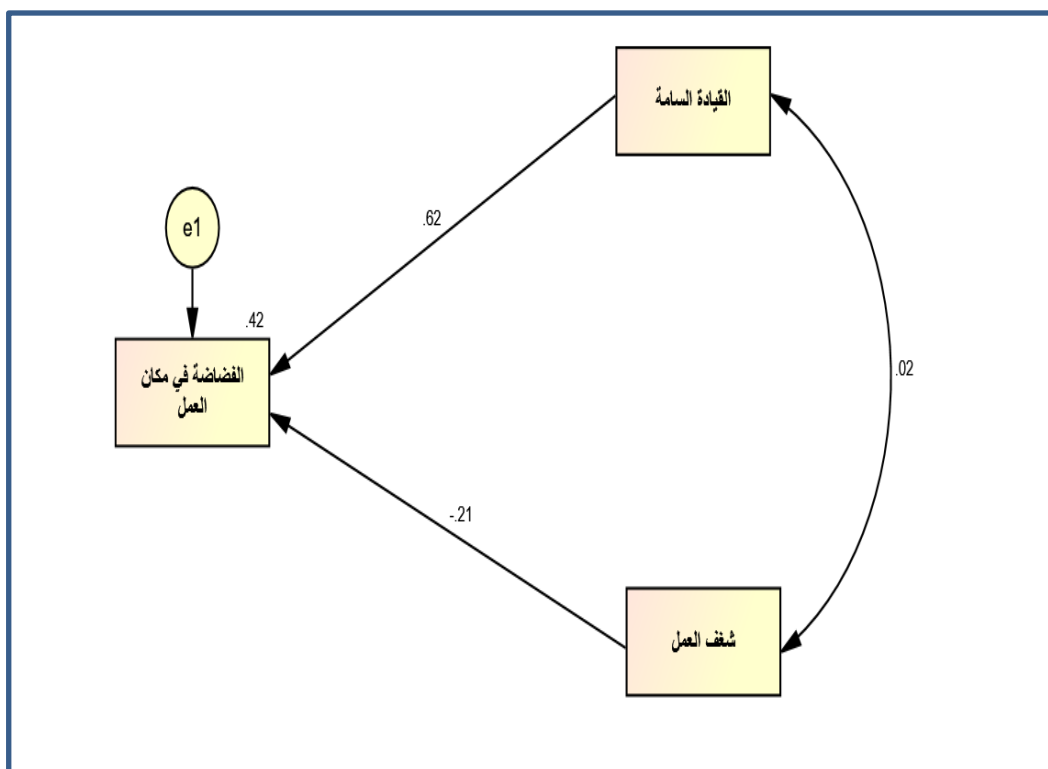 القيادة السامة
.62
e1
.42
الفضاضة في مكان
العمل
.02
-.21
شغف العمل